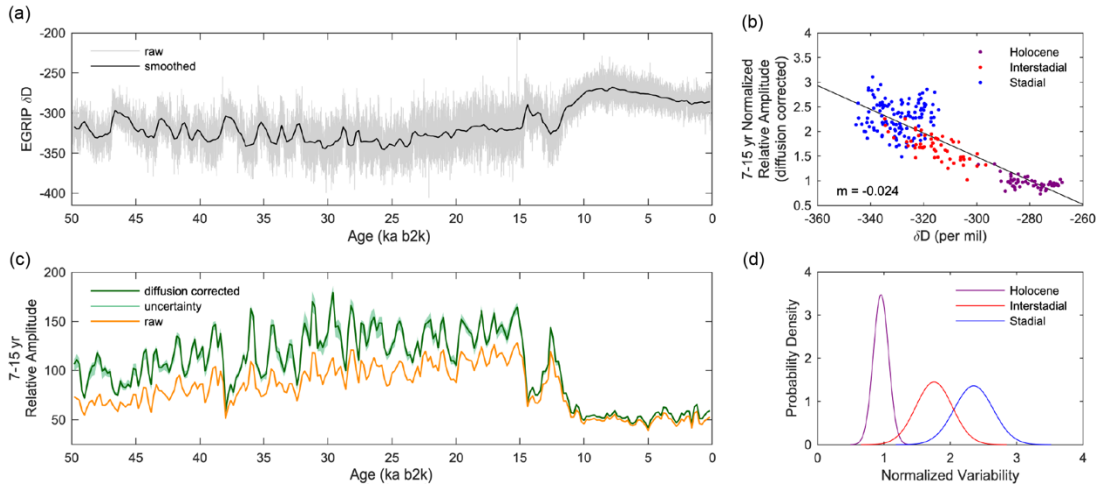 (a)
-200
-250
-300
-350
-400
EGRIP δD
raw
smoothed
50 45 40 35 30 25 20 15 10 5 0
Age (ka b2k)
(b)
4
3.5
3
2.5
2
1.5
1
0.5
7-15 yr Normalized
Relative Amplitude
(diffusion corrected)
Holocene
Interstadial
Stadial
m = -0.024
-360 -340 -320 -300 -280 -260
δD (per mil)
(c)
200
150
100
50
7-15 yr
Relative Amplitude
diffusion corrected
uncertainty
raw
50 45 40 35 30 25 20 15 10 5 0
Age (ka b2k)
(d)
4
3
2
1
0
Probability Density
Holocene
Interstadial
Stadial
0 1 2 3 4
Normalized Variability